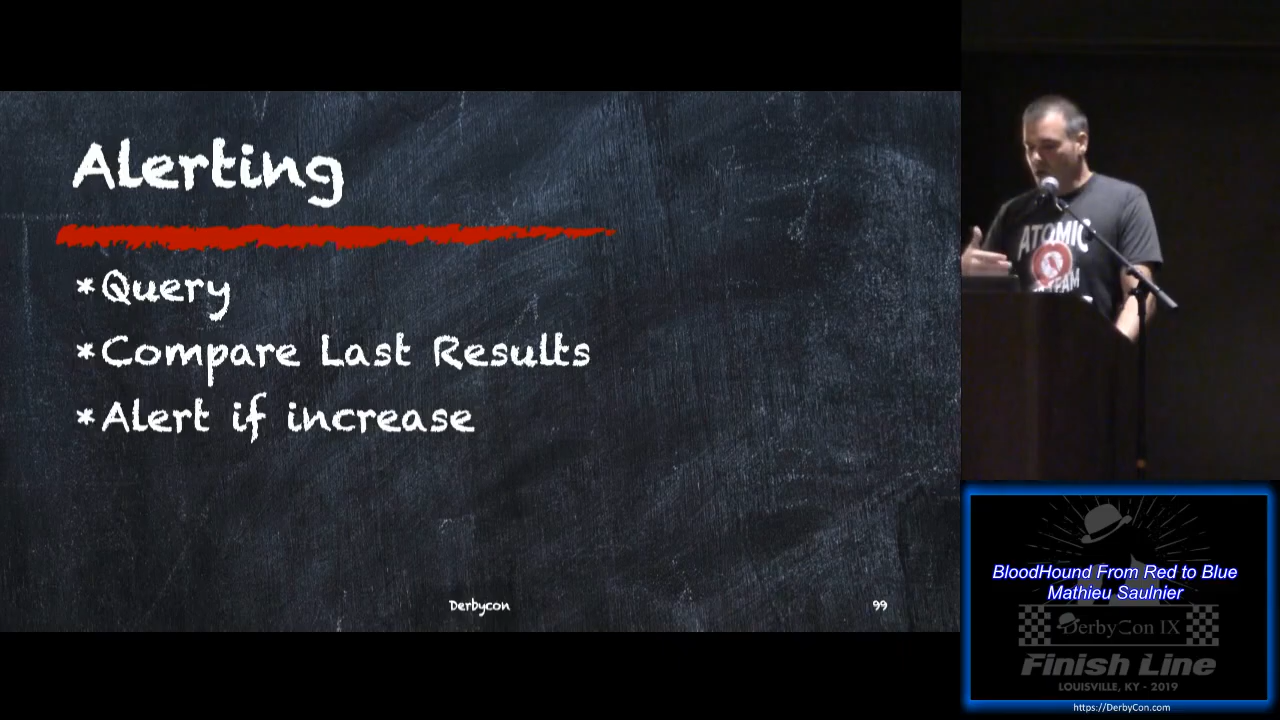 Alerting
*Query
*Compare Last Results
*Alert if increase
Derbycon
99
ATOMIC
BloodHound From Red to Blue
Mathieu Saulnier
DerbyCon IX
Finish Line
LOUISVILLE, KY - 2019
https://DerbyCon.com